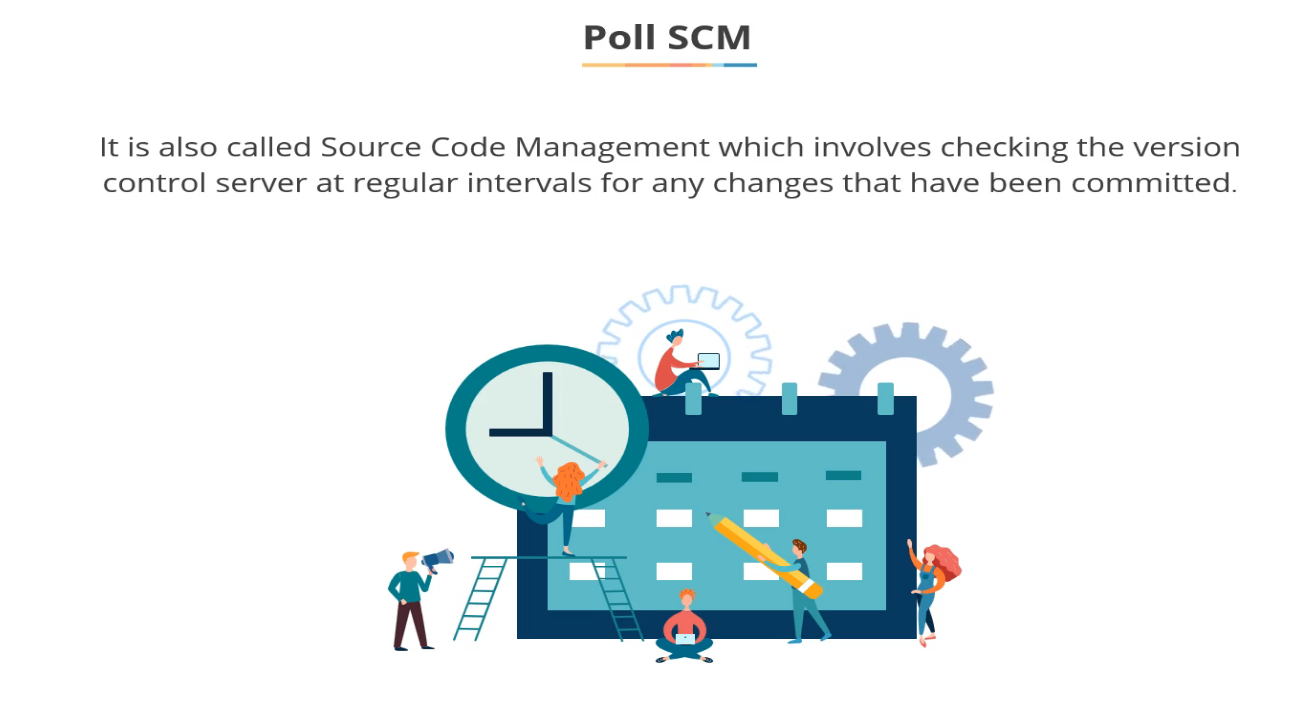 Poll SCM
It is also called Source Code Management which involves checking the version
control server at regular intervals for any changes that have been committed.